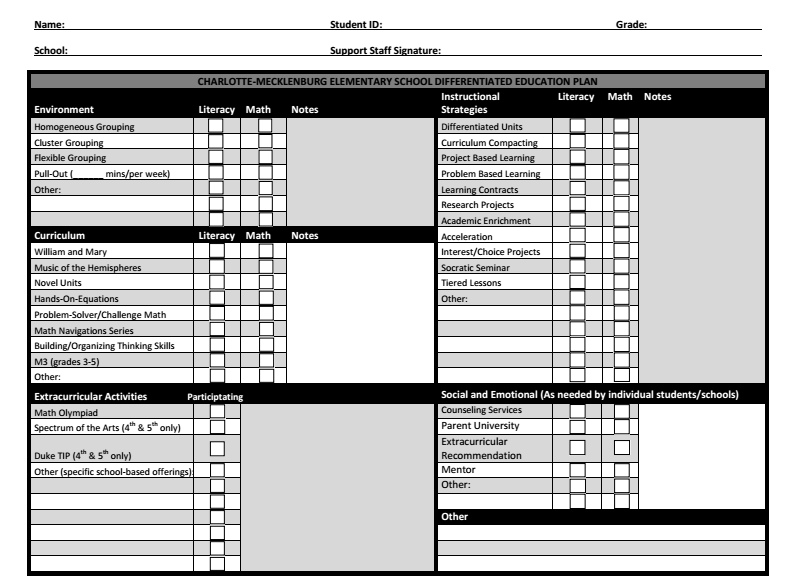 Name: Student ID: Grade:
School: Support Staff Signature:
CHARLOTTE-MECKLENBURG ELEMENTARY SCHOOL DIFFERENTIATED EDUCATION PLAN
Environment Literacy Math Notes
Homogeneous Grouping
Cluster Grouping
Flexible Grouping
Pull-Out (______ mins/per week)
Other:
Curriculum Literacy Math Notes
William and Mary
Music of the Hemispheres
Novel Units
Hands-On-Equations
Problem-Solver/Challenge Math
Math Navigations Series
Building/Organizing Thinking Skills
M3 (grades 3-5)
Other:
Extracurricular Activities Participtating
Math Olympiad
Spectrum of the Arts (4th & 5th only)
Duke TIP (4th & 5th only)
Other (specific school-based offerings):
Instructional Literacy Math Notes
Strategies
Differentiated Units
Curriculum Compacting
Project Based Learning
Problem Based Learning
Learning Contracts
Research Projects
Academic Enrichment
Acceleration
Interest/Choice Projects
Socratic Seminar
Tiered Lessons
Other:
Social and Emotional (As needed by individual students/schools)
Counseling Services
Parent University
Extracurricular
Recommendation
Mentor
Other:
Other